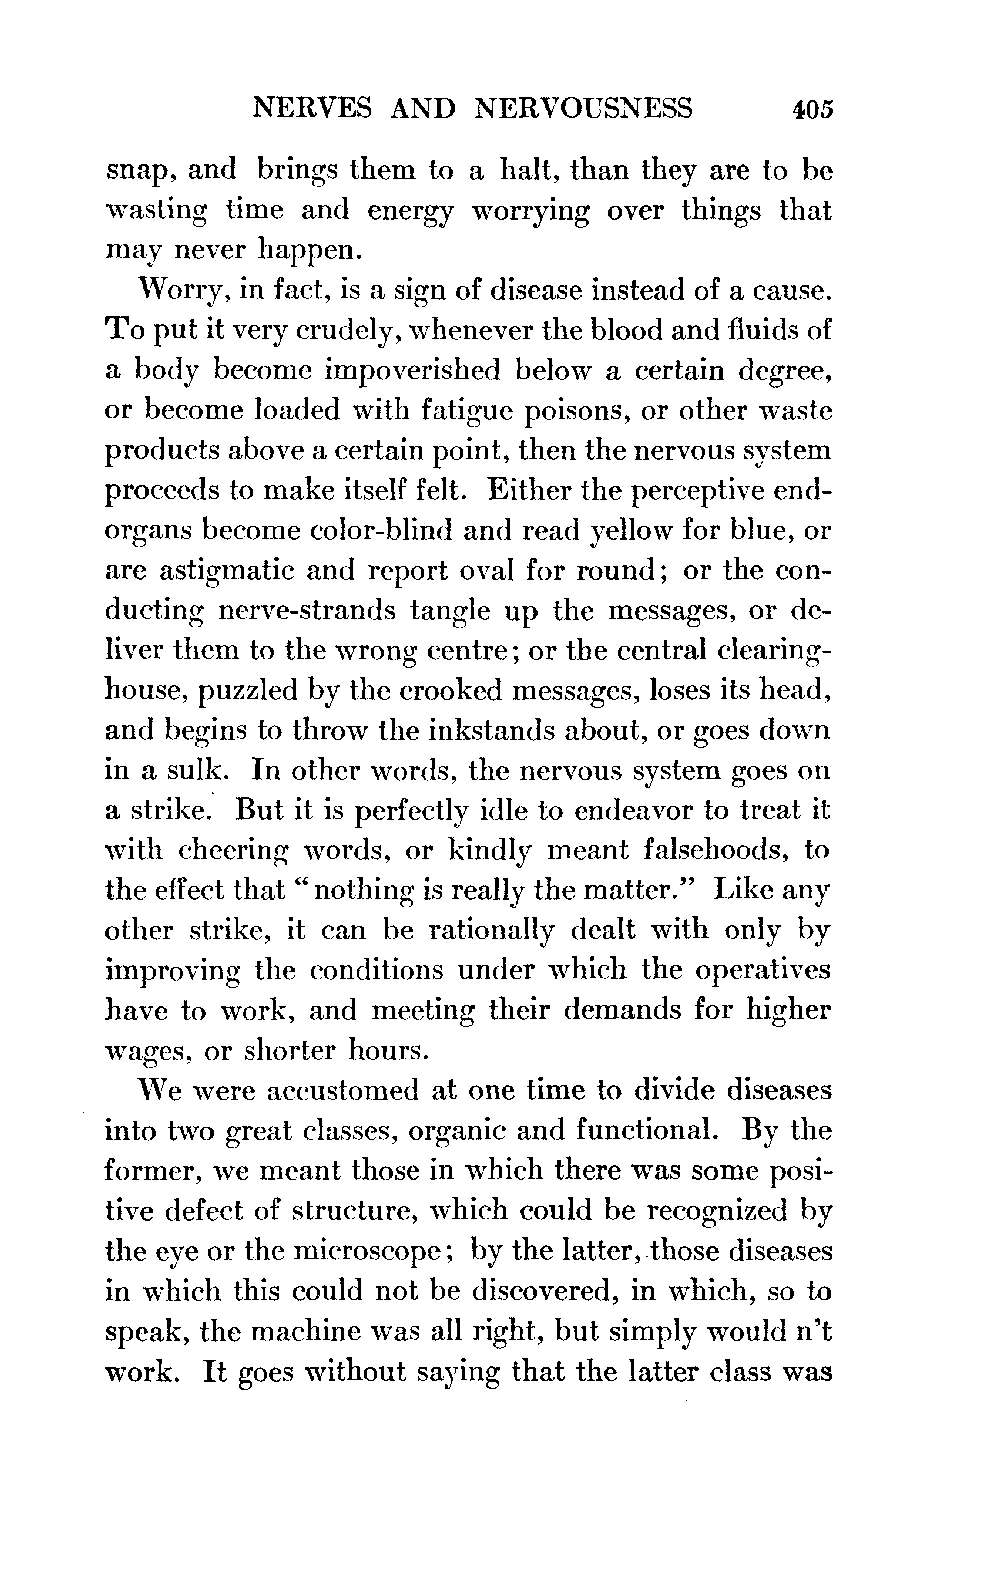 NERVES AND NERVOUSNESS 405
snap, and brings them to a halt, than they are to be
wasting time and energy worrying over things that
may never happen.
Worry, in fact, is a sign of disease instead of a cause.
To put it very crudely, whenever the blood and fluids of
a body become impoverished below a certain degree,
or become loaded with fatigue poisons, or other waste
products above a certain point, then the nervous system
proceeds to make itself felt. Either the perceptive end-
organs become color-blind and read yellow for blue, or
are astigmatic and report oval for round; or the con-
ducting nerve-strands tangle up the messages, or de-
liver them to the wrong centre; or the central clearing-
house, puzzled by the crooked messages, loses its head,
and begins to throw the inkstands about, or goes down
in a sulk. In other words, the nervous system goes on
a strike. But it is perfectly idle to endeavor to treat it
with cheering words, or kindly meant falsehoods, to
the effect that “nothing is really the matter.” Like any
other strike, it can be rationally dealt with only by
improving the conditions under which the operatives
have to work, and meeting their demands for higher
wages, or shorter hours.
We were accustomed at one time to divide diseases
into two great classes, organic and functional. By the
former, we meant those in which there was some posi-
tive defect of structure, which could be recognized by
the eye or the microscope; by the latter, those diseases
in which this could not be discovered, in which, so to
speak, the machine was all right, but simply would n't
work. It goes without saying that the latter class was